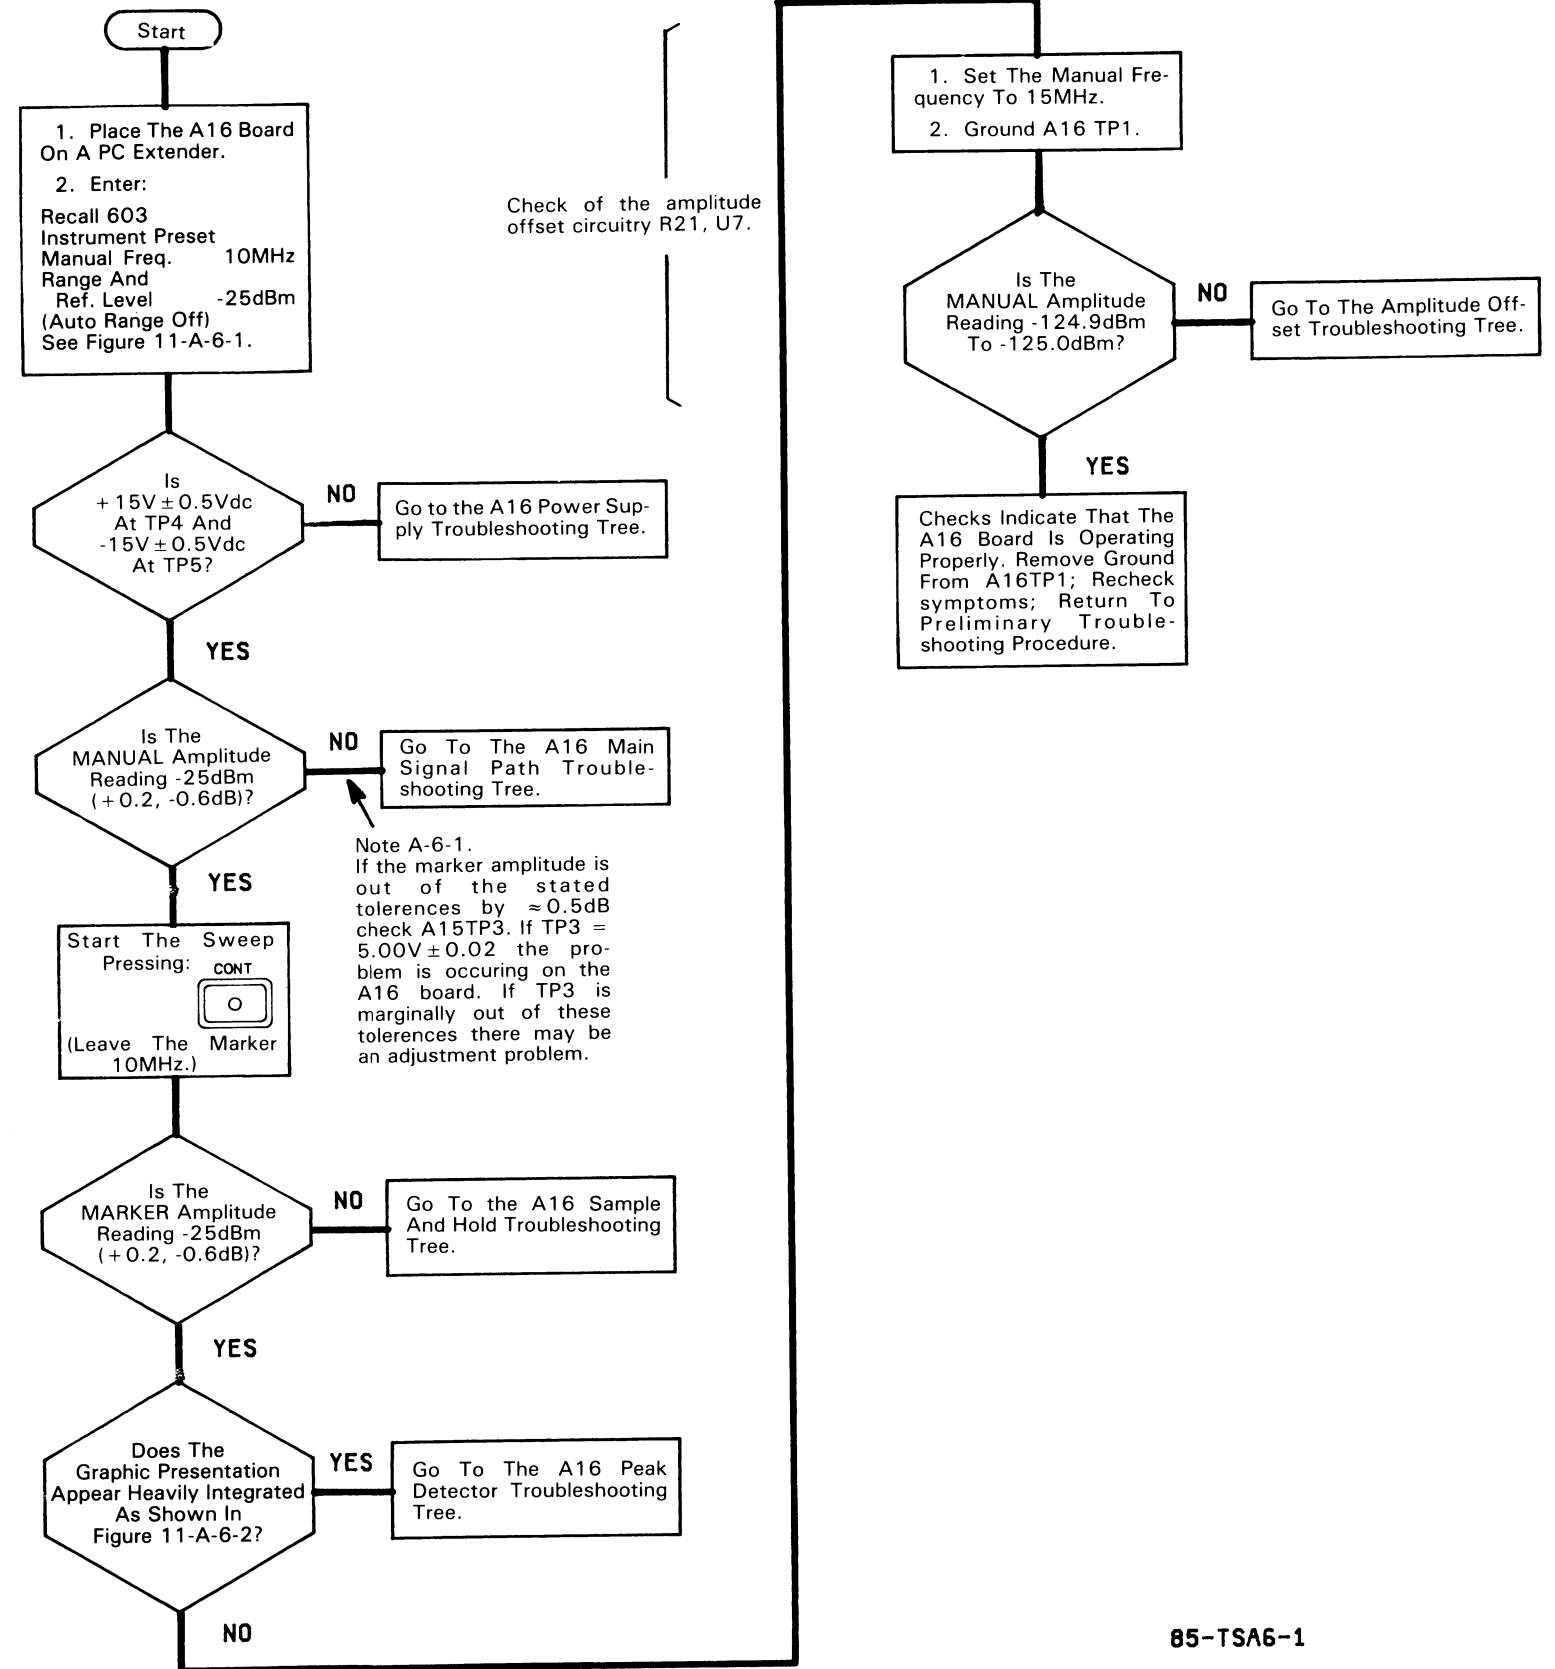 Start
1. Place The A16 Board
On A PC Extender.
2. Enter:
Recall 603
Instrument Preset
Manual Freq. 10MHz
Range And
Ref. Level -25dBm
(Auto Range Off)
See Figure 11-A-6-1.
Is
+15V±0.5Vdc
At TP4 And
-15V±0.5Vdc
At TP5?
NO
Go to the A16 Power Sup-
ply Troubleshooting Tree.
YES
Is The
MANUAL Amplitude
Reading -25dBm
(+0.2, -0.6dB)?
NO
Go To The A16 Main
Signal Path Trouble-
shooting Tree.
Note A-6-1.
If the marker amplitude is
out of the stated
tolerences by ≈0.5dB
check A15TP3. If TP3 =
5.00V±0.02 the pro-
blem is occuring on the
A16 board. If TP3 is
marginally out of these
tolerences there may be
an adjustment problem.
YES
Start The Sweep
Pressing:
CONT
(Leave The Marker
10MHz.)
Is The
MARKER Amplitude
Reading -25dBm
(+0.2, -0.6dB)?
NO
Go To the A16 Sample
And Hold Troubleshooting
Tree.
YES
Does The
Graphic Presentation
Appear Heavily Integrated
As Shown In
Figure 11-A-6-2?
YES
Go To The A16 Peak
Detector Troubleshooting
Tree.
NO
Check of the amplitude
offset circuitry R21, U7.
1. Set The Manual Fre-
quency To 15MHz.
2. Ground A16 TP1.
Is The
MANUAL Amplitude
Reading -124.9dBm
To -125.0dBm?
NO
Go To The Amplitude Off-
set Troubleshooting Tree.
YES
Checks Indicate That The
A16 Board Is Operating
Properly. Remove Ground
From A16TP1; Recheck
symptoms; Return To
Preliminary Trouble-
shooting Procedure.
85-TSA6-1